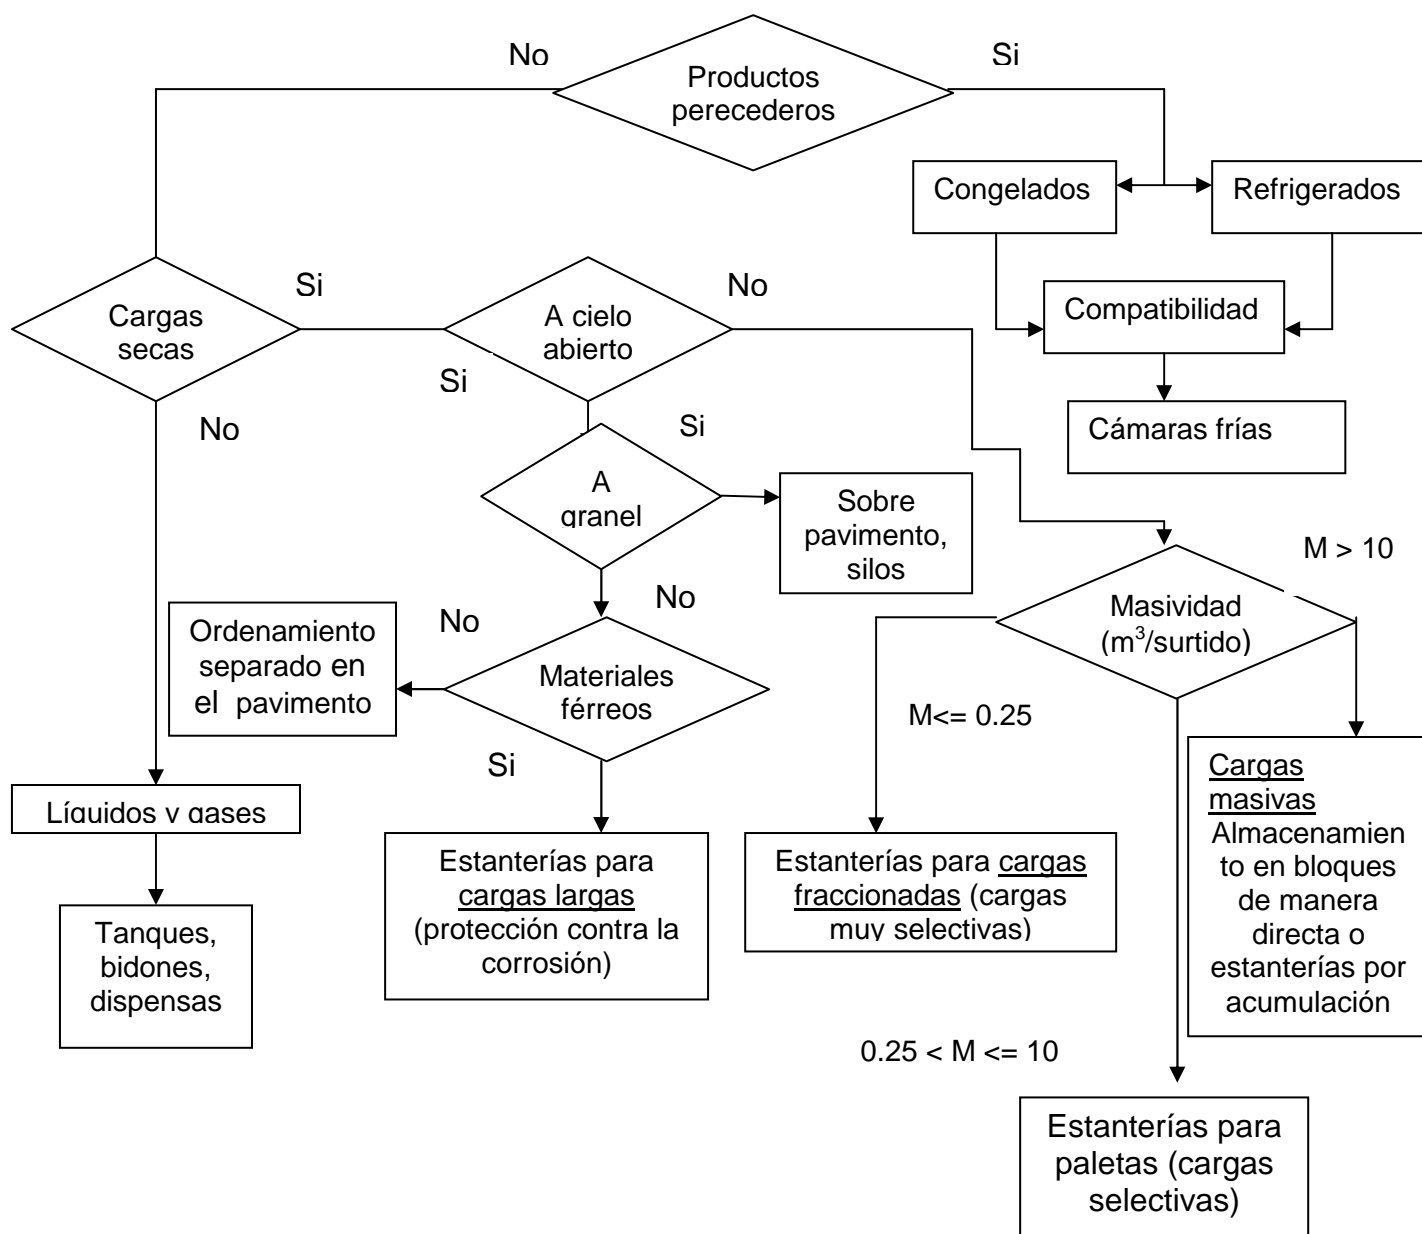 No
Si
Productos
perecederos
Congelados
Refrigerados
Compatibilidad
Cámaras frías
Cargas
secas
Si
No
A cielo
abierto
Si
No
A
granel
Si
No
Sobre
pavimento,
silos
Materiales
férreos
No
Si
Ordenamiento
separado en
el pavimento
Líquidos y gases
Tanques,
bidones,
dispensas
Estanterías para
cargas largas
(protección contra la
corrosión)
Masividad
(m³/surtido)
M > 10
M<= 0.25
0.25 < M <= 10
Estanterías para cargas
fraccionadas (cargas
muy selectivas)
Cargas
masivas
Almacenamien
to en bloques
de manera
directa o
estanterías por
acumulación
Estanterías para
paletas (cargas
selectivas)